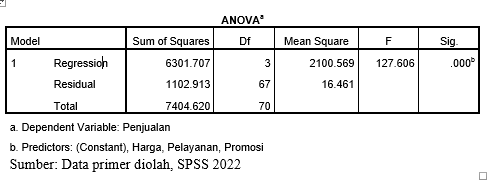 ANOVAᵃ
Model Sum of Squares Df Mean Square F Sig.
1 Regression 6301.707 3 2100.569 127.606 .000ᵇ
Residual 1102.913 67 16.461
Total 7404.620 70
a. Dependent Variable: Penjualan
b. Predictors: (Constant), Harga, Pelayanan, Promosi
Sumber: Data primer diolah, SPSS 2022